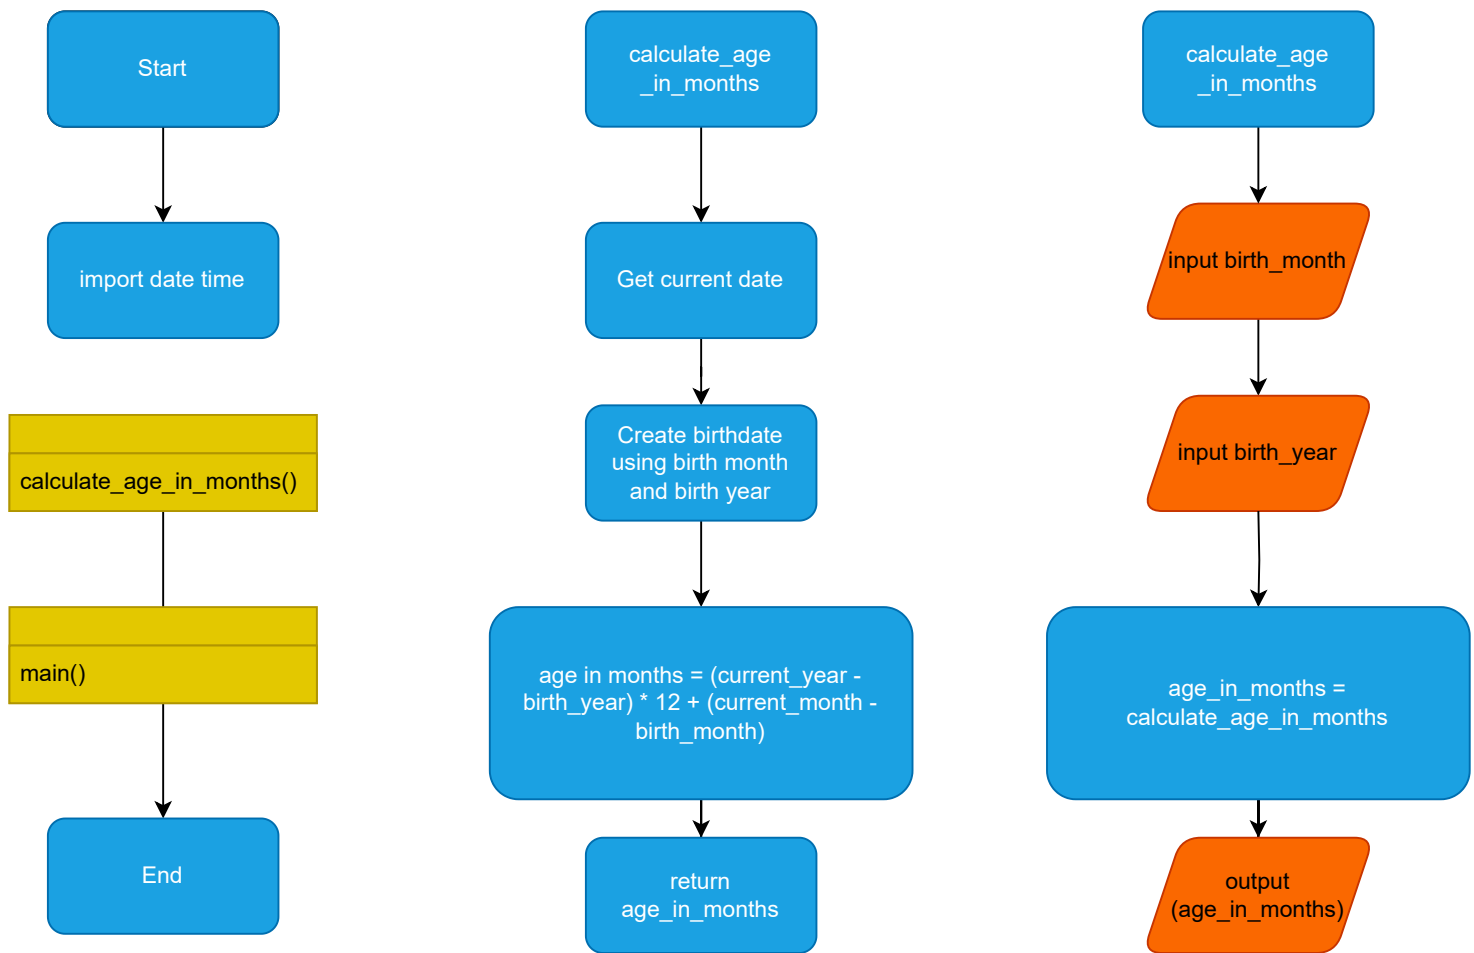 Start
import date time
calculate_age_in_months()
main()
End
calculate_age
_in_months
Get current date
Create birthdate
using birth month
and birth year
age in months = (current_year -
birth_year) * 12 + (current_month -
birth_month)
return
age_in_months
calculate_age
_in_months
input birth_month
input birth_year
age_in_months =
calculate_age_in_months
output
(age_in_months)